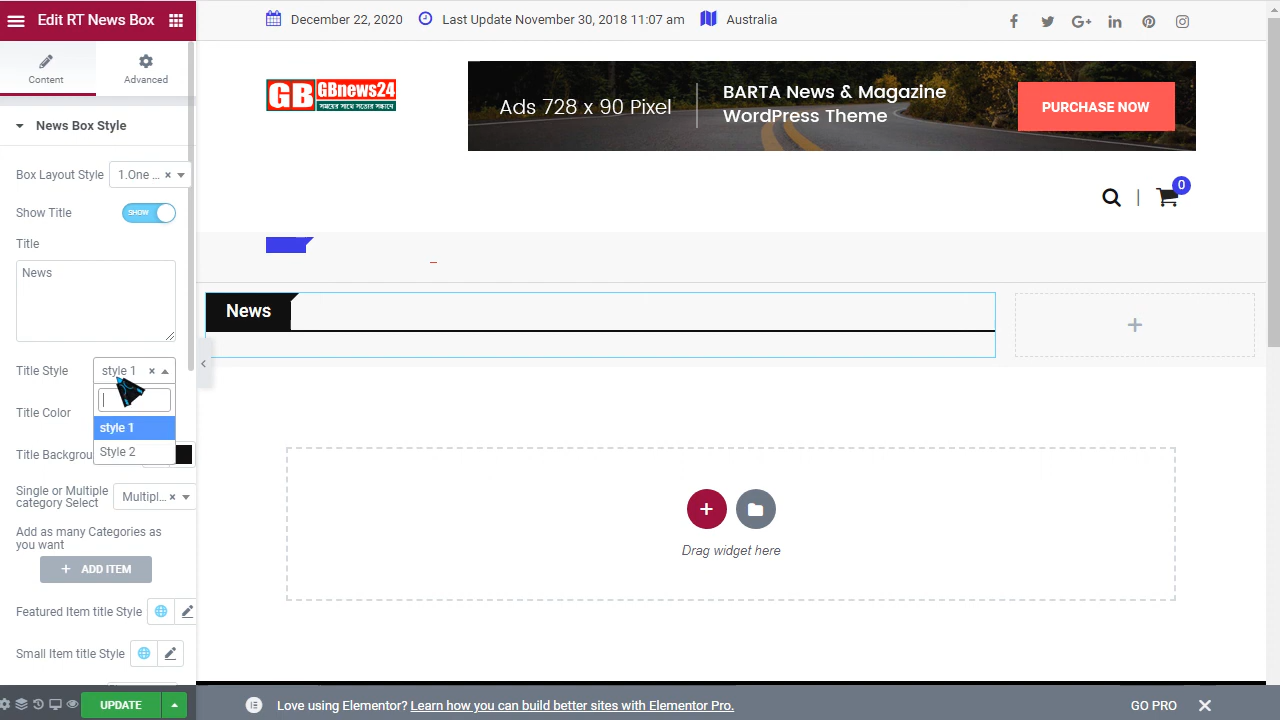 Edit RT News Box
Content
Advanced
News Box Style
Box Layout Style
1.One ... ×
Show Title
SHOW
Title
News
Title Style
style 1 ×
style 1
Style 2
Title Color
Title Backgrou
Single or Multiple
category Select
Multipl... ×
Add as many Categories as
you want
+ ADD ITEM
Featured Item title Style
Small Item title Style
UPDATE
December 22, 2020
Last Update November 30, 2018 11:07 am
Australia
GB GBnews24
সময়ের সাথে সত্যের সন্ধানে
Ads 728 x 90 Pixel
BARTA News & Magazine
WordPress Theme
PURCHASE NOW
0
News
Drag widget here
Love using Elementor? Learn how you can build better sites with Elementor Pro.
GO PRO